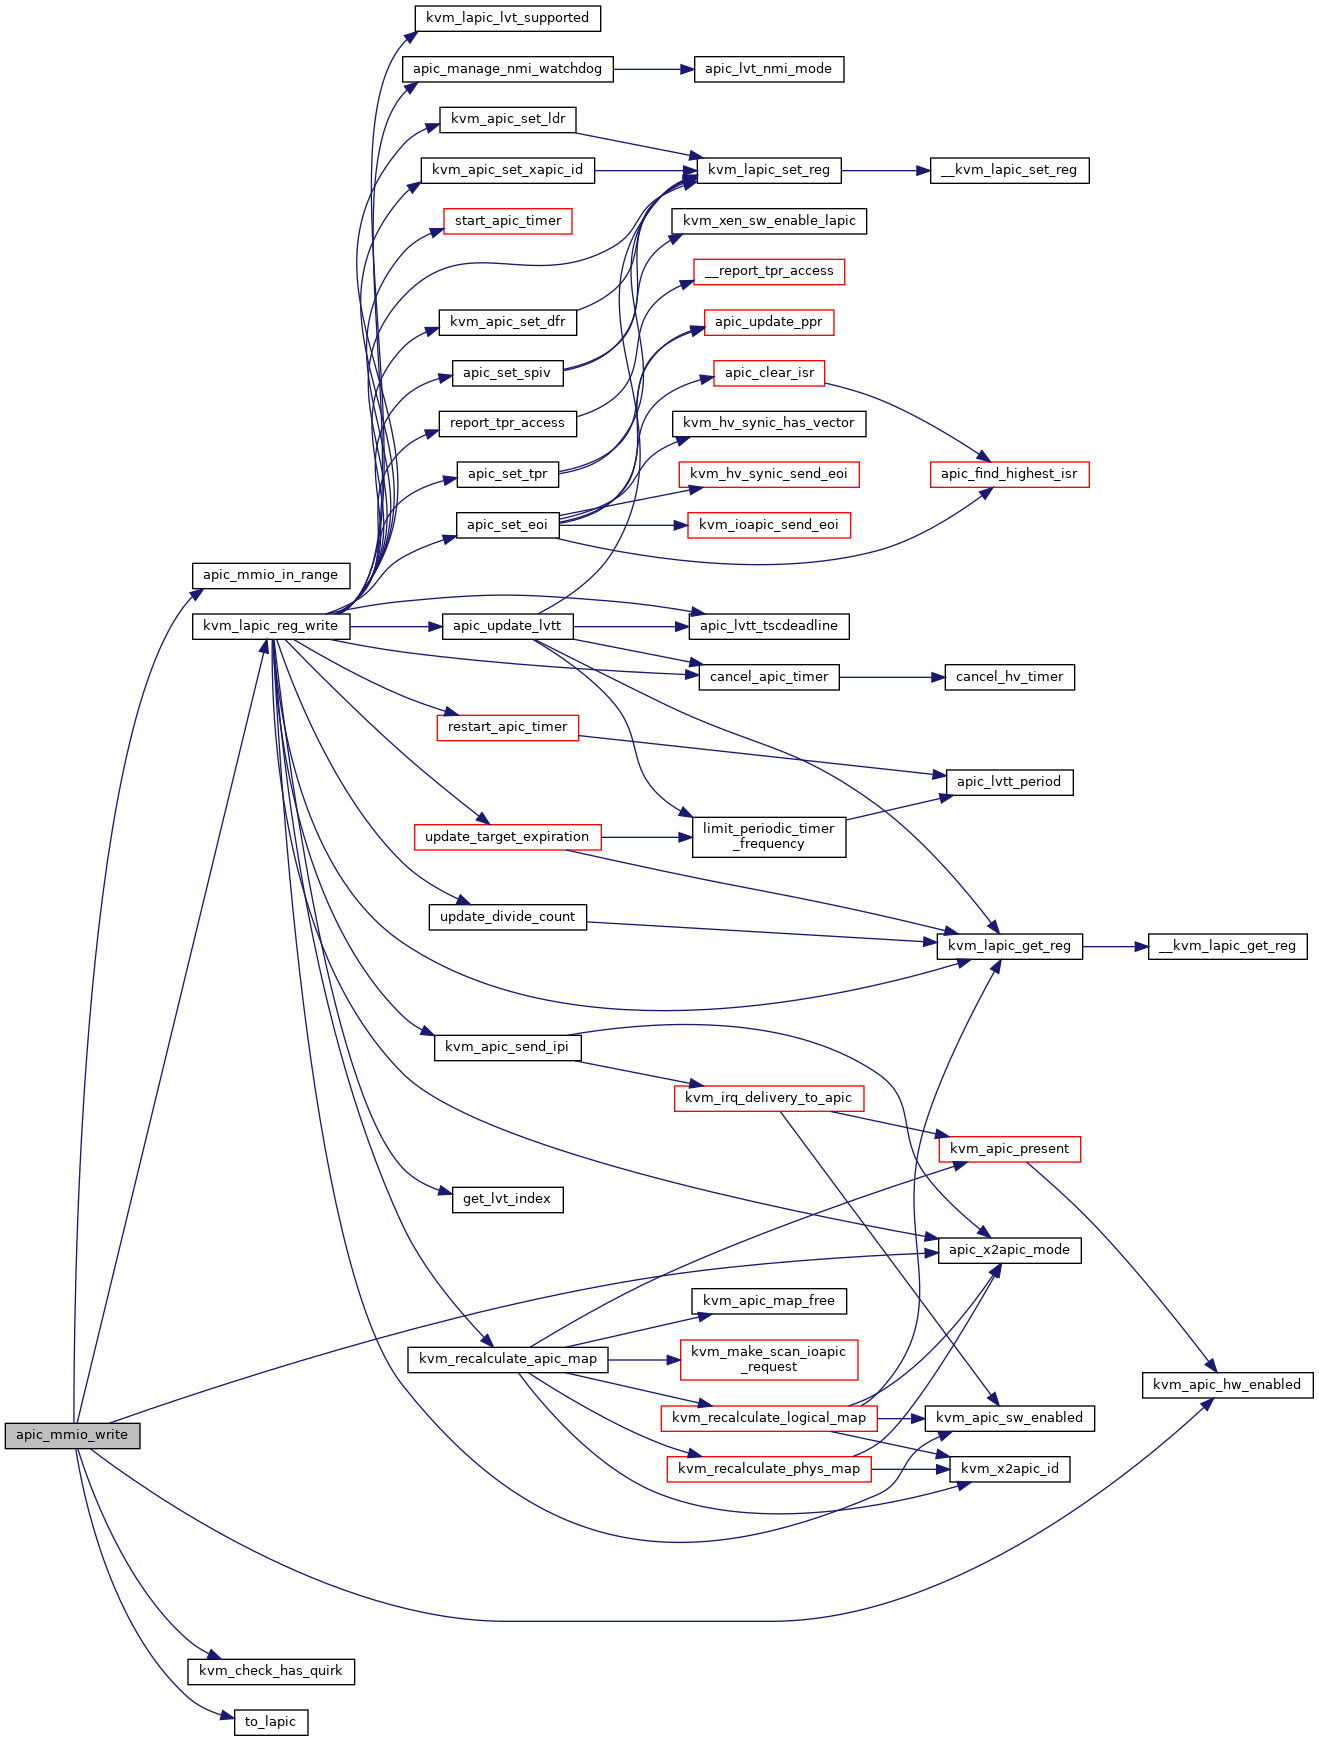 kvm_lapic_lvt_supported
apic_manage_nmi_watchdog
apic_lvt_nmi_mode
kvm_apic_set_ldr
kvm_apic_set_xapic_id
kvm_lapic_set_reg
__kvm_lapic_set_reg
start_apic_timer
kvm_xen_sw_enable_lapic
__report_tpr_access
kvm_apic_set_dfr
apic_update_ppr
apic_set_spiv
apic_clear_isr
report_tpr_access
kvm_hv_synic_has_vector
apic_set_tpr
kvm_hv_synic_send_eoi
apic_find_highest_isr
apic_set_eoi
kvm_ioapic_send_eoi
apic_mmio_in_range
kvm_lapic_reg_write
apic_update_lvtt
apic_lvtt_tscdeadline
cancel_apic_timer
cancel_hv_timer
restart_apic_timer
apic_lvtt_period
update_target_expiration
limit_periodic_timer
_frequency
update_divide_count
kvm_lapic_get_reg
__kvm_lapic_get_reg
kvm_apic_send_ipi
kvm_irq_delivery_to_apic
kvm_apic_present
get_lvt_index
apic_x2apic_mode
kvm_apic_map_free
kvm_recalculate_apic_map
kvm_make_scan_ioapic
_request
kvm_apic_hw_enabled
kvm_recalculate_logical_map
kvm_apic_sw_enabled
apic_mmio_write
kvm_recalculate_phys_map
kvm_x2apic_id
kvm_check_has_quirk
to_lapic